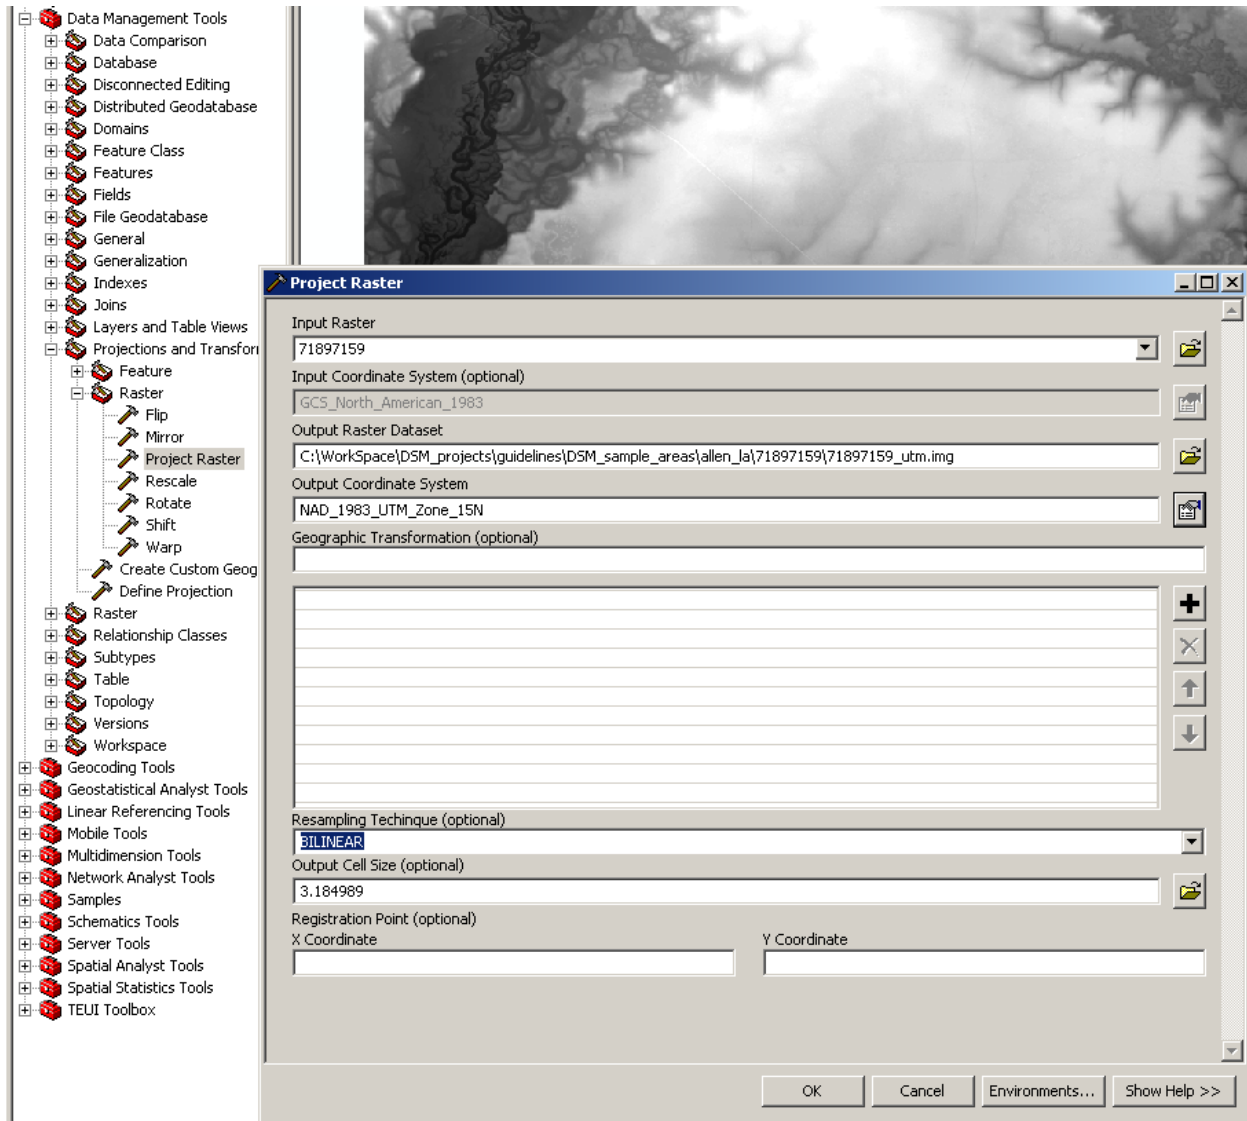 Data Management Tools
Data Comparison
Database
Disconnected Editing
Distributed Geodatabase
Domains
Feature Class
Features
Fields
File Geodatabase
General
Generalization
Indexes
Joins
Layers and Table Views
Projections and Transfor
Feature
Raster
Flip
Mirror
Project Raster
Rescale
Rotate
Shift
Warp
Create Custom Geog
Define Projection
Raster
Relationship Classes
Subtypes
Table
Topology
Versions
Workspace
Geocoding Tools
Geostatistical Analyst Tools
Linear Referencing Tools
Mobile Tools
Multidimension Tools
Network Analyst Tools
Samples
Schematics Tools
Server Tools
Spatial Analyst Tools
Spatial Statistics Tools
TEUI Toolbox
Project Raster
Input Raster
71897159
Input Coordinate System (optional)
GCS_North_American_1983
Output Raster Dataset
C:\WorkSpace\DSM_projects\guidelines\DSM_sample_areas\allen_la\71897159\71897159_utm.img
Output Coordinate System
NAD_1983_UTM_Zone_15N
Geographic Transformation (optional)
Resampling Techinque (optional)
BILINEAR
Output Cell Size (optional)
3.184989
Registration Point (optional)
X Coordinate Y Coordinate
OK Cancel Environments... Show Help >>